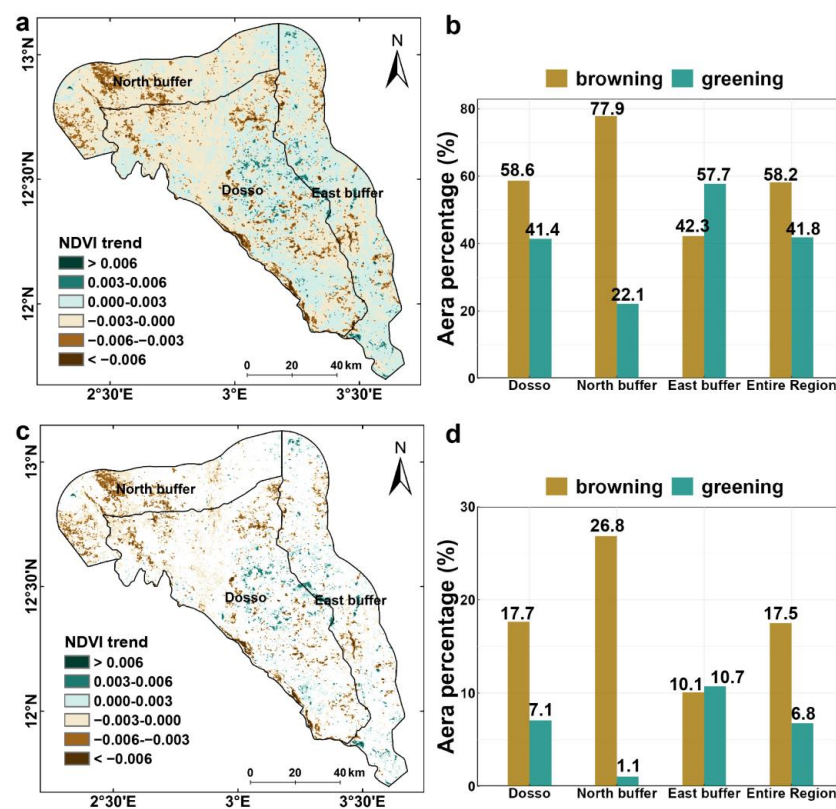 a
13°N
12°30'N
12°N
N
North buffer
Dosso
East buffer
NDVI trend
> 0.006
0.003-0.006
0.000-0.003
−0.003-0.000
−0.006-−0.003
< −0.006
0 20 40 km
2°30'E 3°E 3°30'E
b
browning greening
Aera percentage (%)
80
60
40
20
0
58.6 41.4 77.9 22.1 42.3 57.7 58.2 41.8
Dosso North buffer East buffer Entire Region
c
13°N
12°30'N
12°N
N
North buffer
Dosso
East buffer
NDVI trend
> 0.006
0.003-0.006
0.000-0.003
−0.003-0.000
−0.006-−0.003
< −0.006
0 20 40 km
2°30'E 3°E 3°30'E
d
browning greening
Aera percentage (%)
30
20
10
0
17.7 7.1 26.8 1.1 10.1 10.7 17.5 6.8
Dosso North buffer East buffer Entire Region